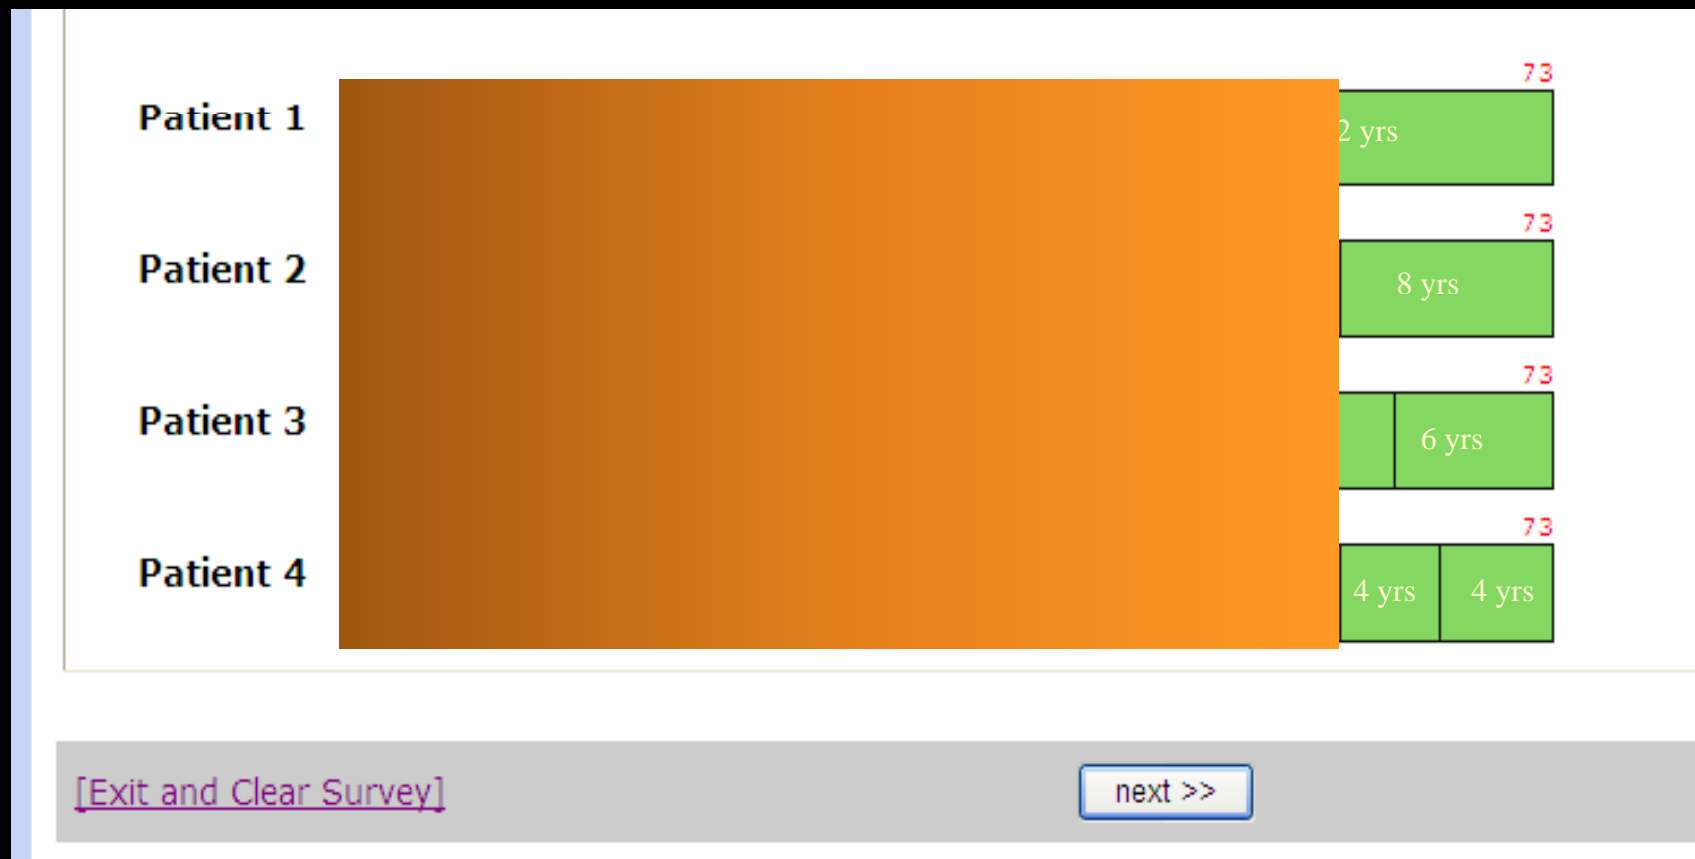 73
Patient 1
2 yrs
73
Patient 2
8 yrs
73
Patient 3
6 yrs
73
Patient 4
4 yrs 4 yrs
[Exit and Clear Survey]
next >>